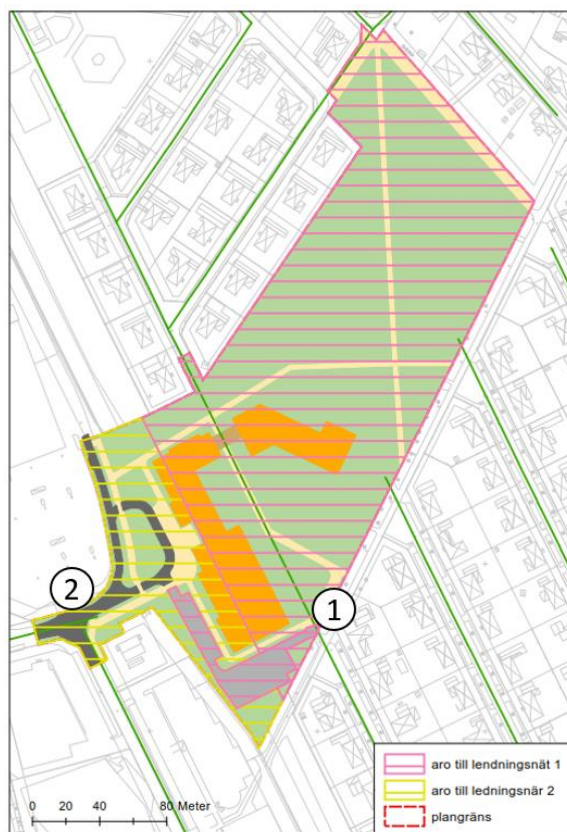 2
1
aro till lendningsnät 1
aro till ledningsnär 2
plangräns
0 20 40 80 Meter